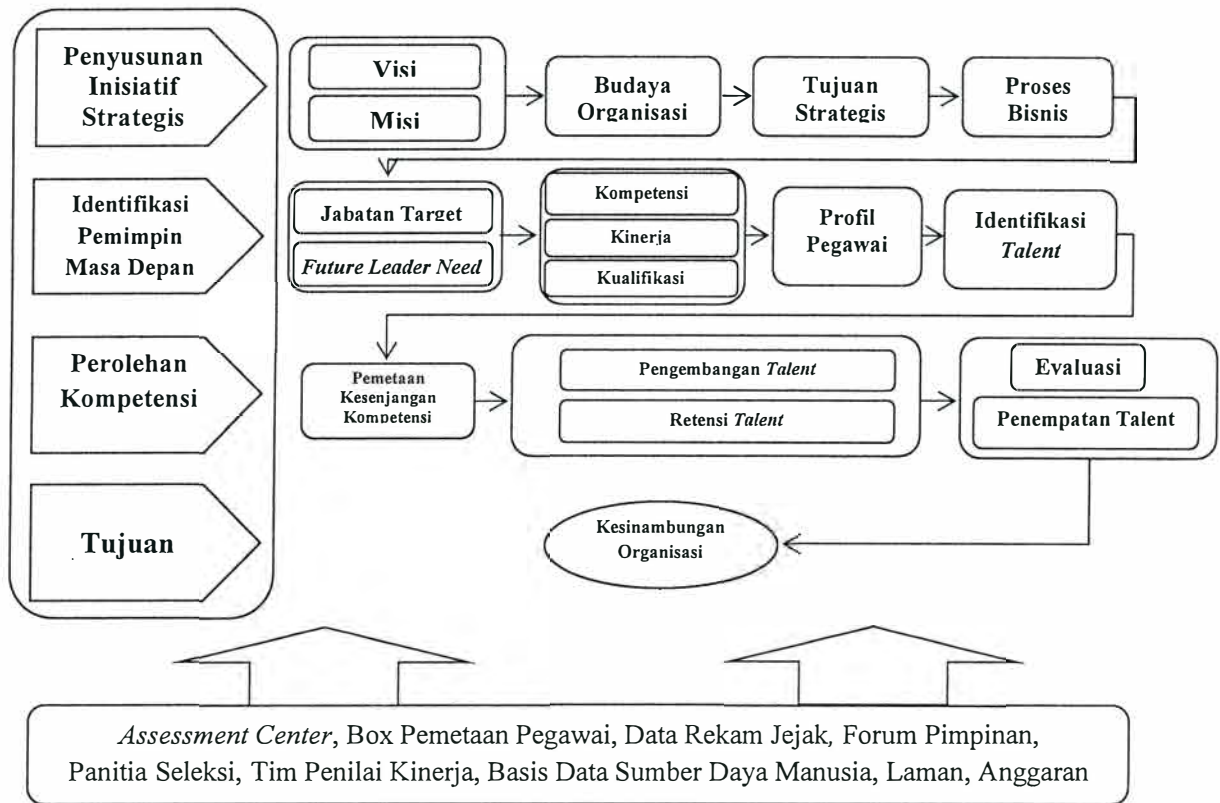 Penyusunan
Inisiatif
Strategis
Visi
Misi
Budaya
Organisasi
Tujuan
Strategis
Proses
Bisnis
Identifikasi
Pemimpin
Masa Depan
Jabatan Target
Future Leader Need
Kompetensi
Kinerja
Kualifikasi
Profil
Pegawai
Identifikasi
Talent
Perolehan
Kompetensi
Pemetaan
Kesenjangan
Kompetensi
Pengembangan Talent
Retensi Talent
Evaluasi
Penempatan Talent
Tujuan
Kesinambungan
Organisasi
Assessment Center, Box Pemetaan Pegawai, Data Rekam Jejak, Forum Pimpinan,
Panitia Seleksi, Tim Penilai Kinerja, Basis Data Sumber Daya Manusia, Laman, Anggaran